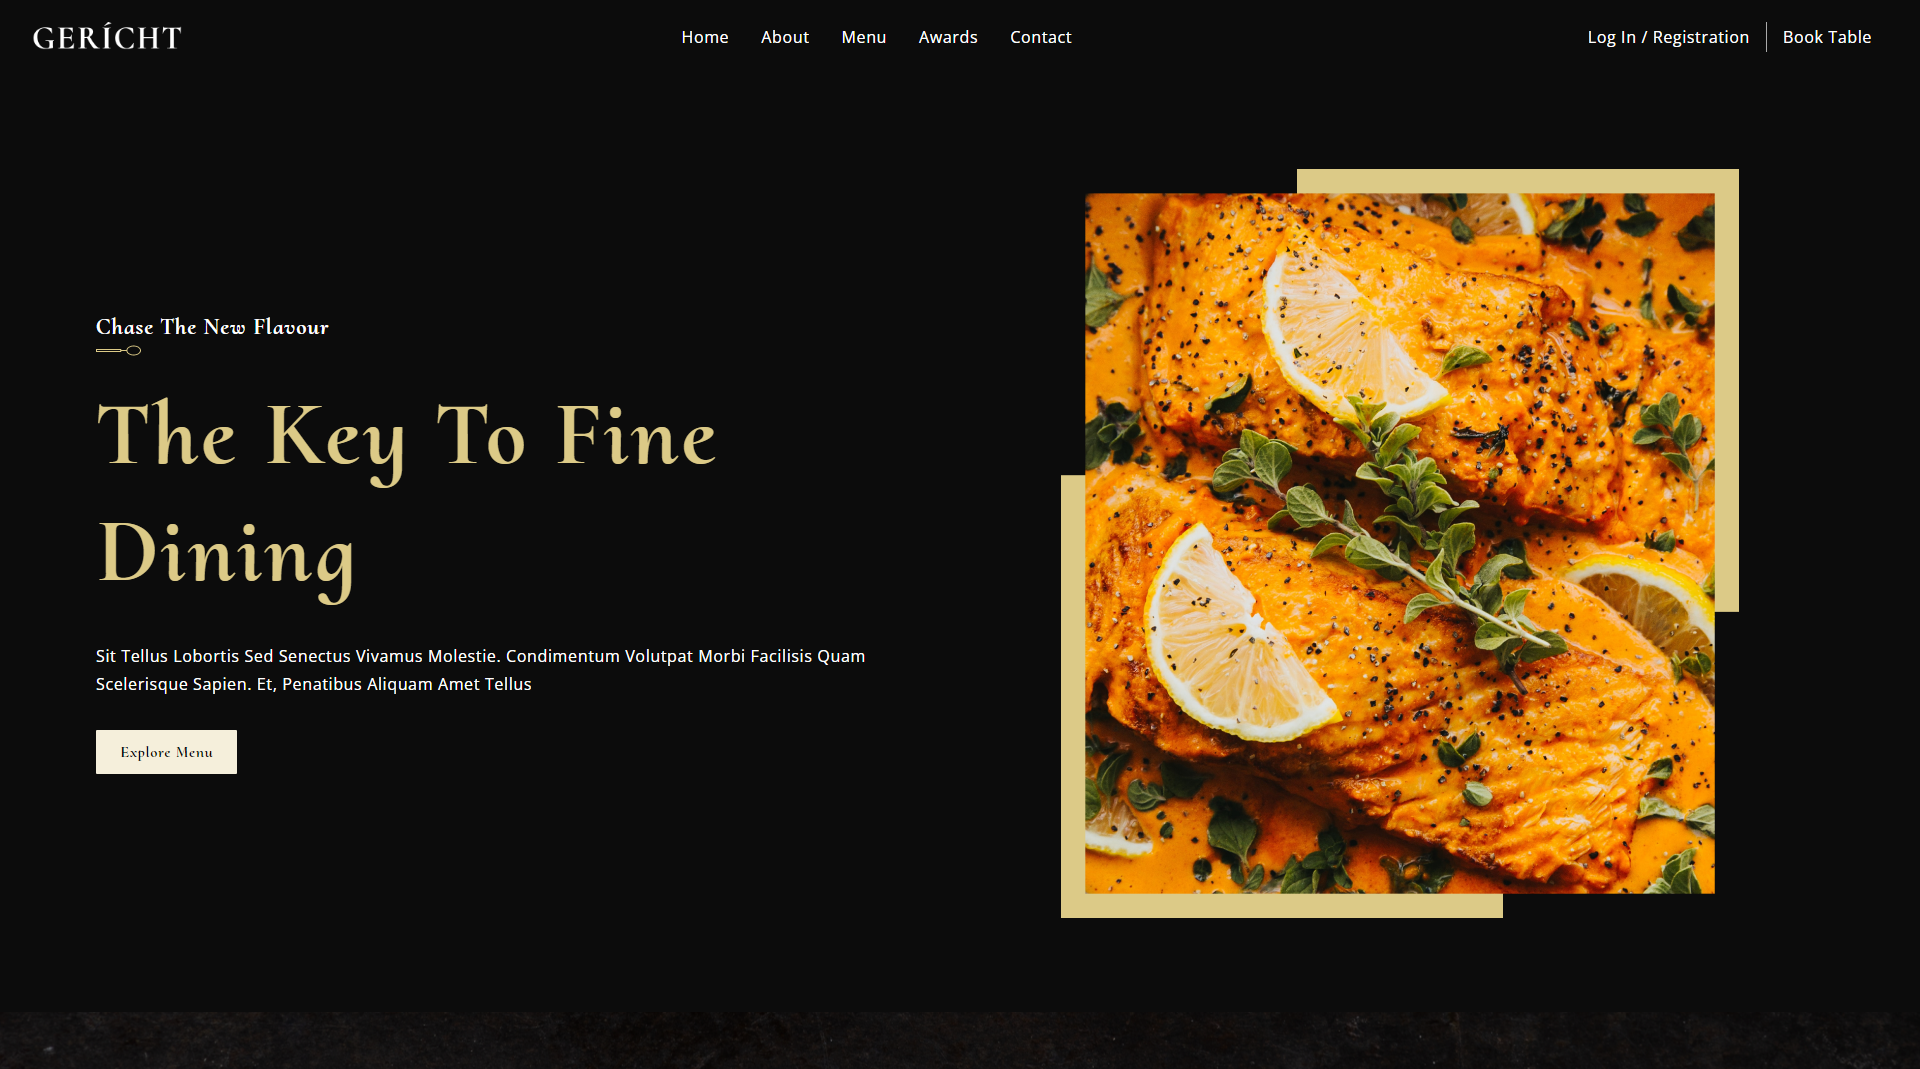 GERÍCHT
Home About Menu Awards Contact
Log In / Registration Book Table
Chase The New Flavour
The Key To Fine
Dining
Sit Tellus Lobortis Sed Senectus Vivamus Molestie. Condimentum Volutpat Morbi Facilisis Quam
Scelerisque Sapien. Et, Penatibus Aliquam Amet Tellus
Explore Menu